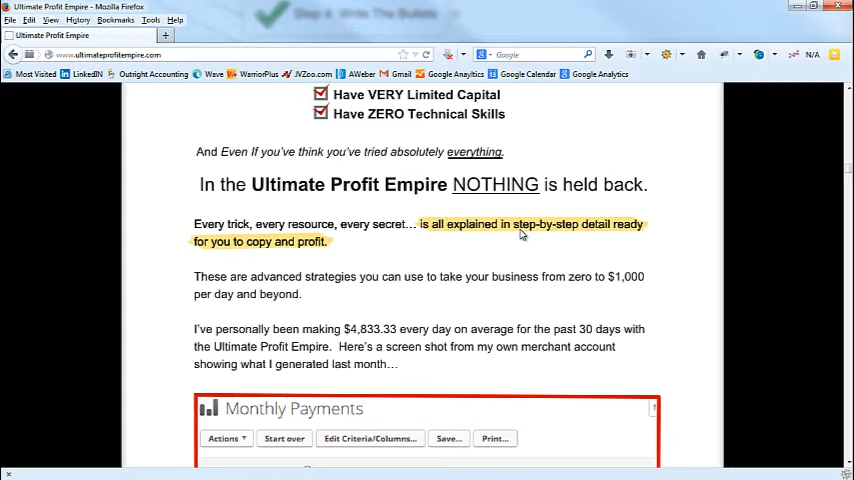 Step 4: Write The Bullets
Ultimate Profit Empire - Mozilla Firefox
File Edit View History Bookmarks Tools Help
Ultimate Profit Empire +
www.ultimateprofitempire.com Google N/A
Most Visited LinkedIN Outright Accounting Wave WarriorPlus JVZoo.com AWeber Gmail Google Analytics Google Calendar Google Analytics
Have VERY Limited Capital
Have ZERO Technical Skills
And Even If you've think you've tried absolutely everything.
In the Ultimate Profit Empire NOTHING is held back.
Every trick, every resource, every secret… is all explained in step-by-step detail ready
for you to copy and profit.
These are advanced strategies you can use to take your business from zero to $1,000
per day and beyond.
I've personally been making $4,833.33 every day on average for the past 30 days with
the Ultimate Profit Empire. Here's a screen shot from my own merchant account
showing what I generated last month…
Monthly Payments
Actions Start over Edit Criteria/Columns... Save... Print...